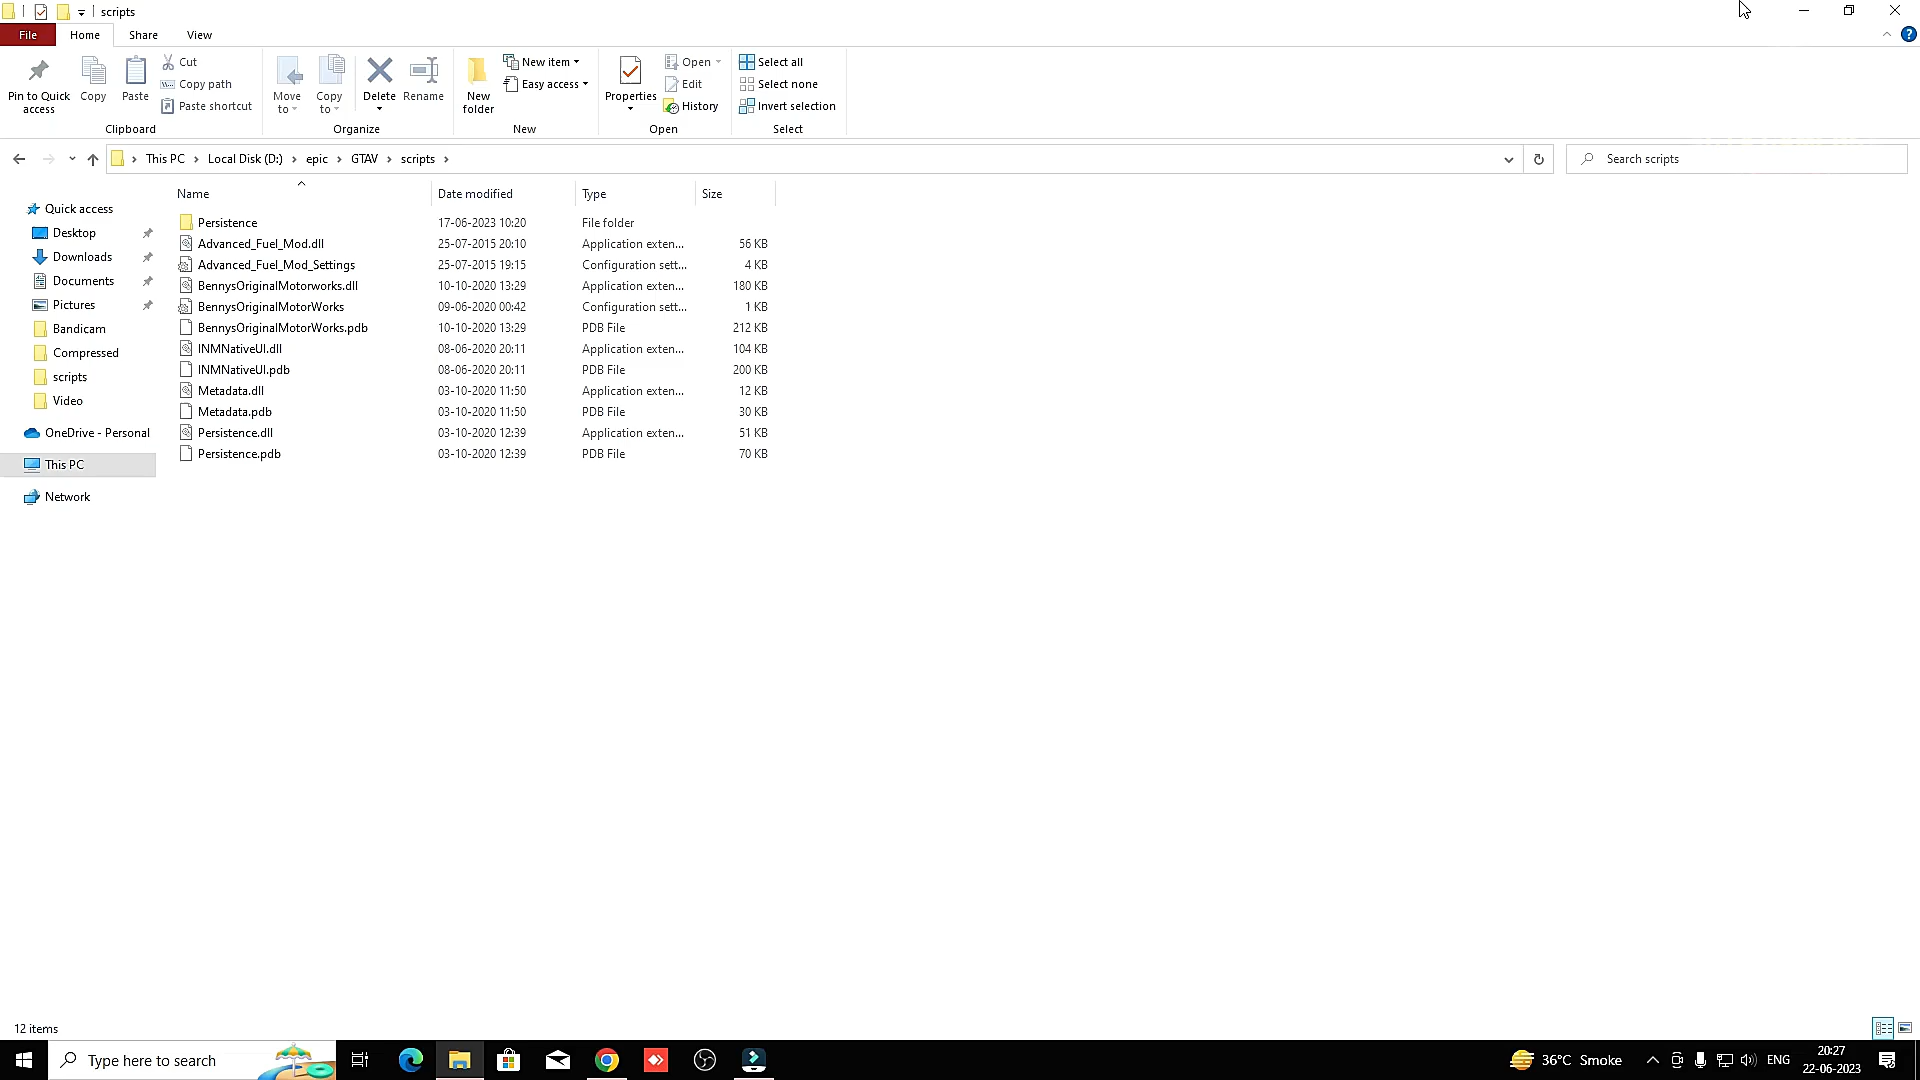 scripts
File Home Share View
Pin to Quick access
Copy
Paste
Cut
Copy path
Paste shortcut
Clipboard
Move to
Copy to
Delete
Rename
Organize
New folder
New item
Easy access
New
Properties
Open
Edit
History
Open
Select all
Select none
Invert selection
Select
This PC Local Disk (D:) epic GTAV scripts
Search scripts
Quick access
Desktop
Downloads
Documents
Pictures
Bandicam
Compressed
scripts
Video
OneDrive - Personal
This PC
Network
Name Date modified Type Size
Persistence 17-06-2023 10:20 File folder
Advanced_Fuel_Mod.dll 25-07-2015 20:10 Application exten... 56 KB
Advanced_Fuel_Mod_Settings 25-07-2015 19:15 Configuration sett... 4 KB
BennysOriginalMotorworks.dll 10-10-2020 13:29 Application exten... 180 KB
BennysOriginalMotorWorks 09-06-2020 00:42 Configuration sett... 1 KB
BennysOriginalMotorWorks.pdb 10-10-2020 13:29 PDB File 212 KB
INMNativeUI.dll 08-06-2020 20:11 Application exten... 104 KB
INMNativeUI.pdb 08-06-2020 20:11 PDB File 200 KB
Metadata.dll 03-10-2020 11:50 Application exten... 12 KB
Metadata.pdb 03-10-2020 11:50 PDB File 30 KB
Persistence.dll 03-10-2020 12:39 Application exten... 51 KB
Persistence.pdb 03-10-2020 12:39 PDB File 70 KB
12 items
Type here to search
36°C Smoke
ENG
20:27
22-06-2023